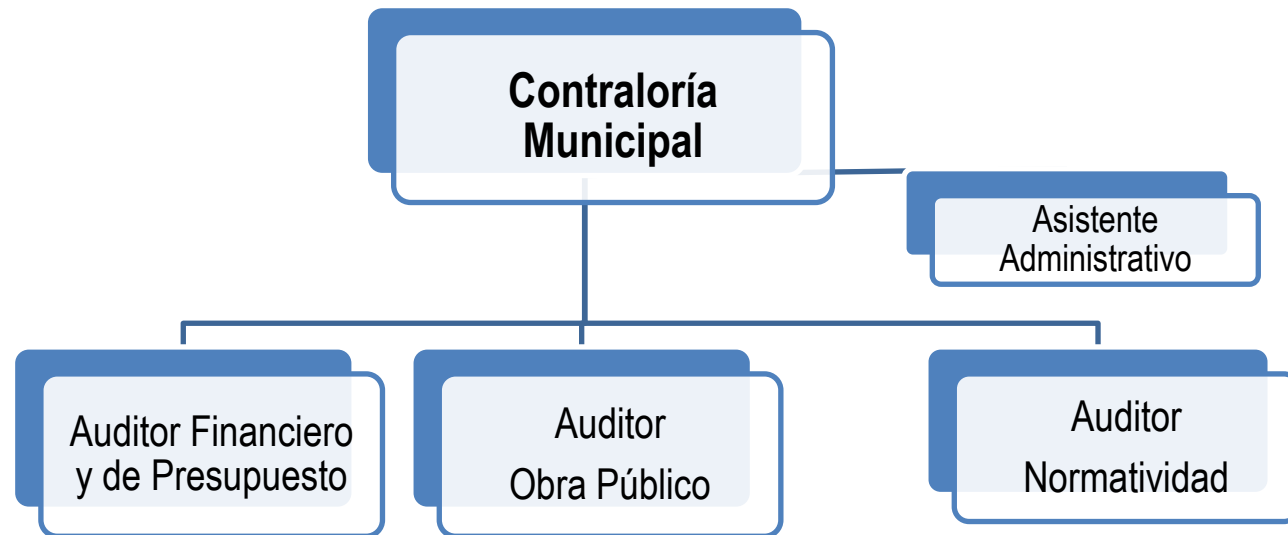 Contraloría
Municipal
Asistente
Administrativo
Auditor Financiero
y de Presupuesto
Auditor
Obra Público
Auditor
Normatividad